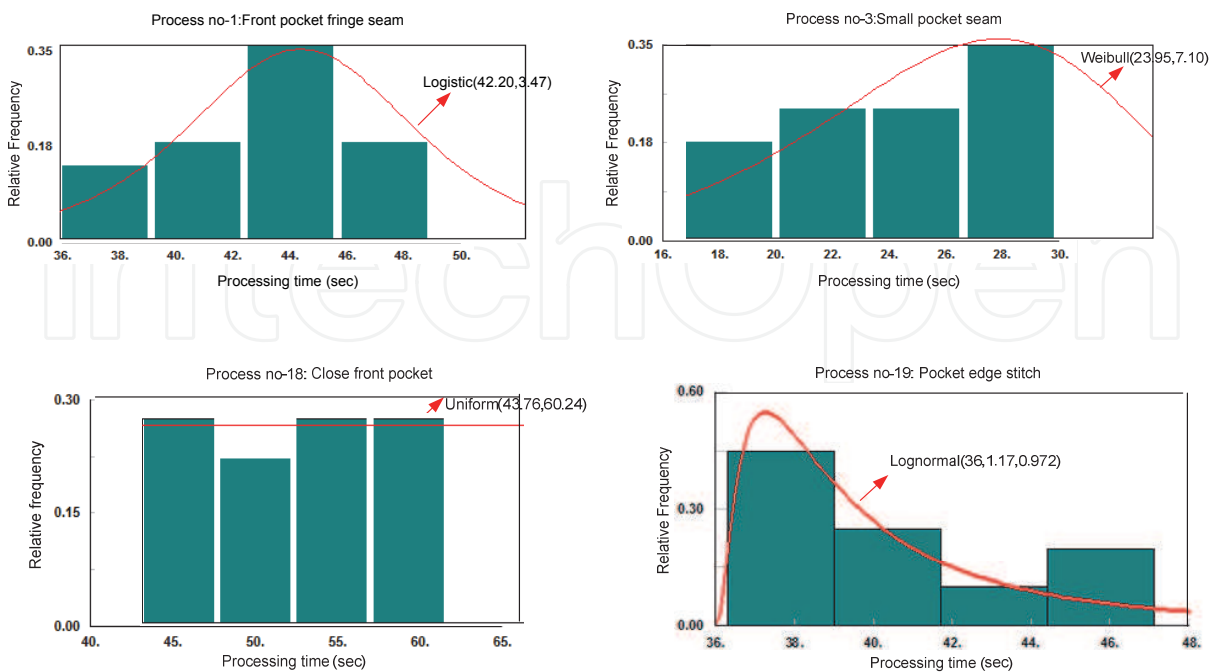 Process no-1:Front pocket fringe seam
0.35
Logistic(42.20,3.47)
Relative Frequency
0.18
0.00
36. 38. 40. 42. 44. 46. 48. 50.
Processing time (sec)
Process no-3:Small pocket seam
0.35
Weibull(23.95,7.10)
Relative Frequency
0.18
0.00
16. 18. 20. 22. 24. 26. 28. 30.
Processing time (sec)
intechopen
Process no-18: Close front pocket
0.30
Uniform(43.76,60.24)
Relative frequency
0.15
0.00
40. 45. 50. 55. 60. 65.
Processing time (sec)
Process no-19: Pocket edge stitch
0.60
Lognormal(36,1.17,0.972)
Relative Frequency
0.30
0.00
36. 38. 40. 42. 44. 46. 48.
Processing time (sec)